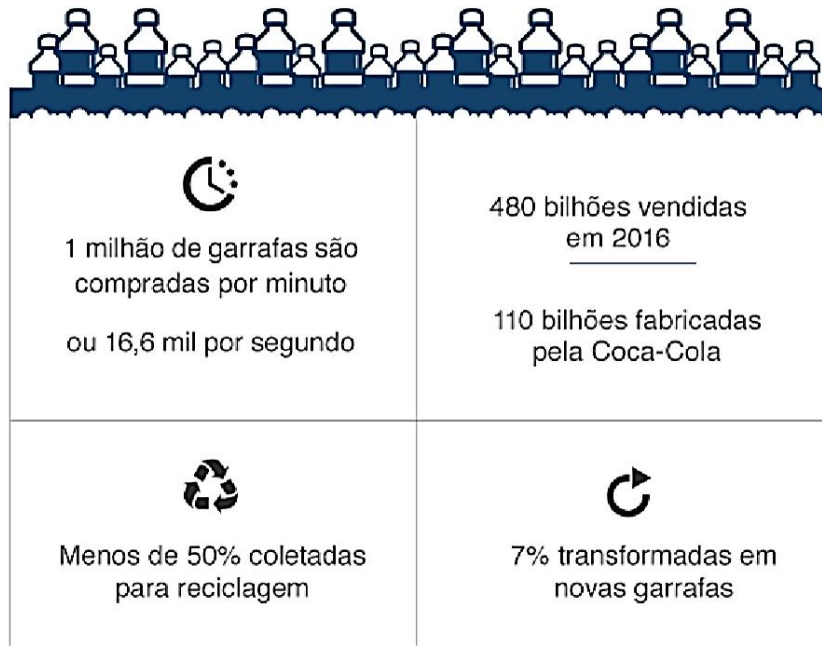 1 milhão de garrafas são
compradas por minuto
ou 16,6 mil por segundo
480 bilhões vendidas
em 2016
110 bilhões fabricadas
pela Coca-Cola
Menos de 50% coletadas
para reciclagem
7% transformadas em
novas garrafas